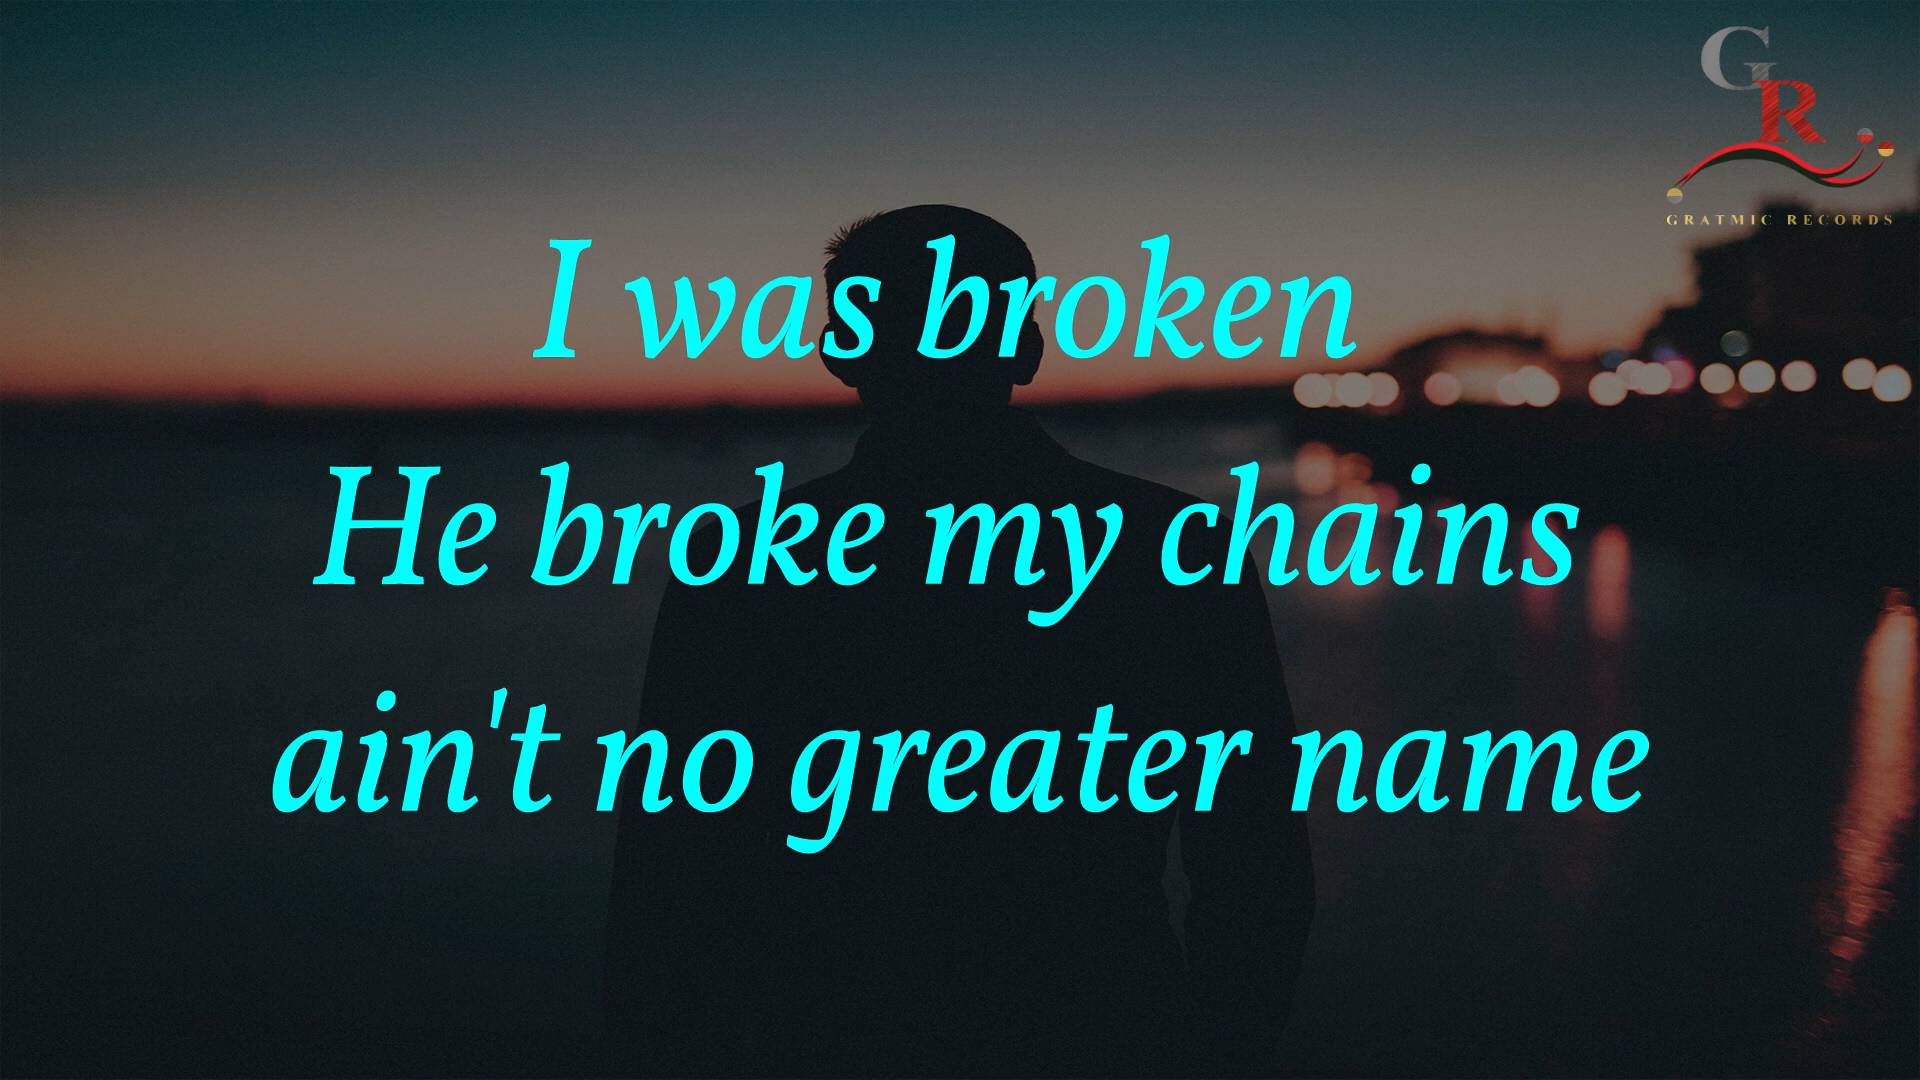 GR
GRATMIC RECORDS
I was broken
He broke my chains
ain't no greater name